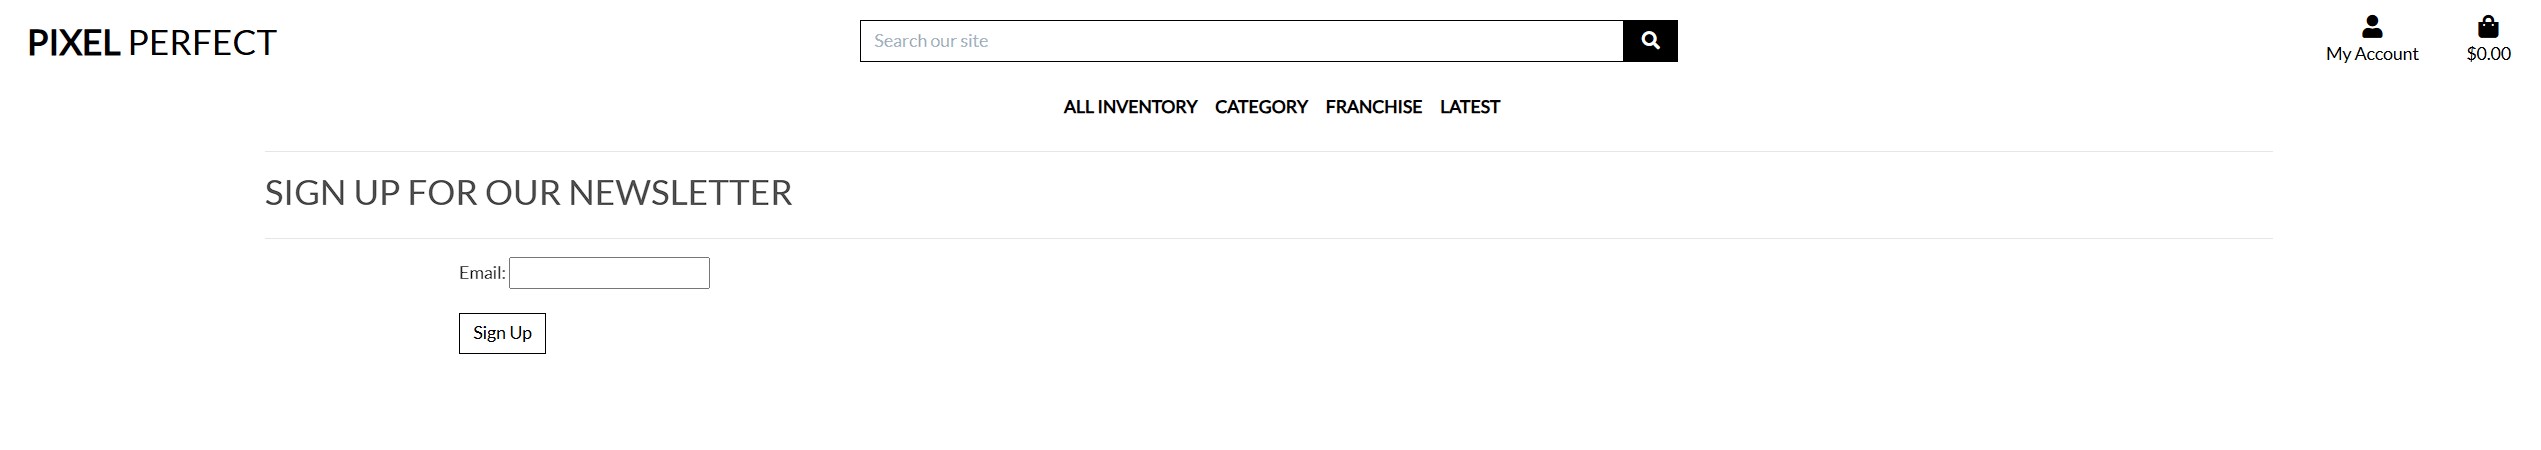 PIXEL PERFECT
Search our site
My Account
$0.00
ALL INVENTORY CATEGORY FRANCHISE LATEST
SIGN UP FOR OUR NEWSLETTER
Email:
Sign Up